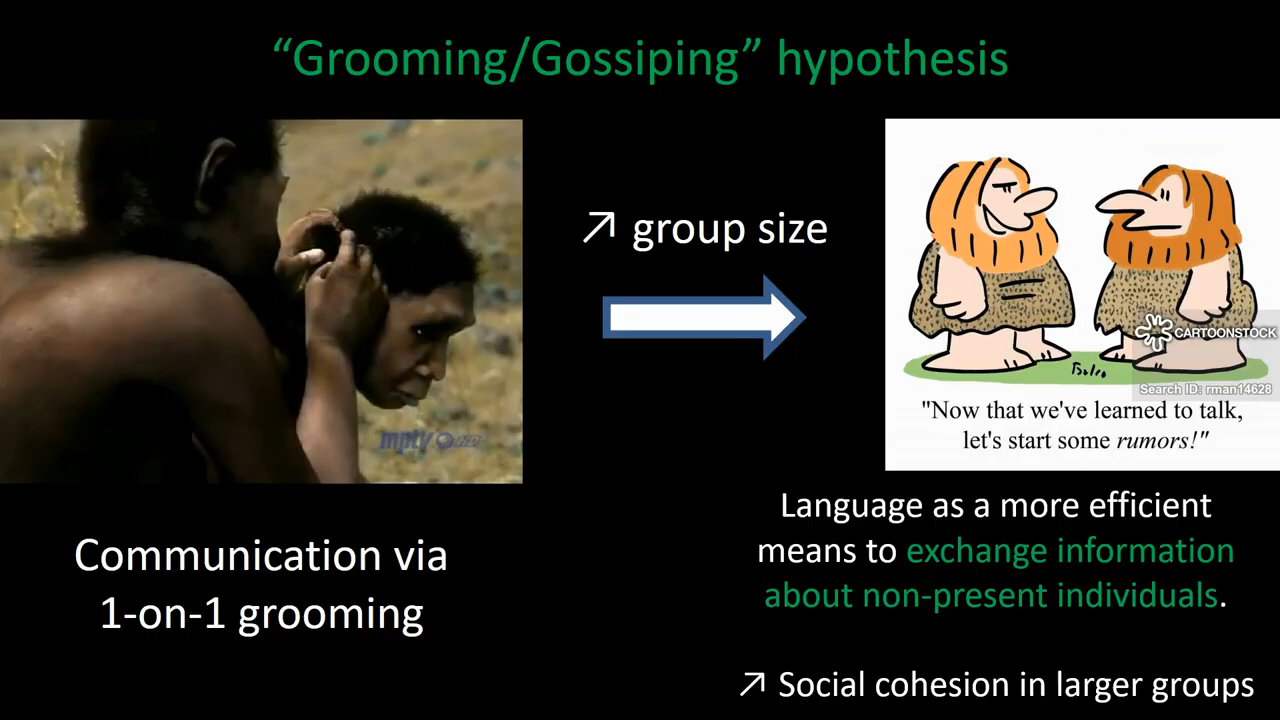 “Grooming/Gossiping” hypothesis
↗ group size
CARTOONSTOCK
Search ID: rman14628
"Now that we've learned to talk,
let's start some rumors!"
Communication via
1-on-1 grooming
Language as a more efficient
means to exchange information
about non-present individuals.
↗ Social cohesion in larger groups